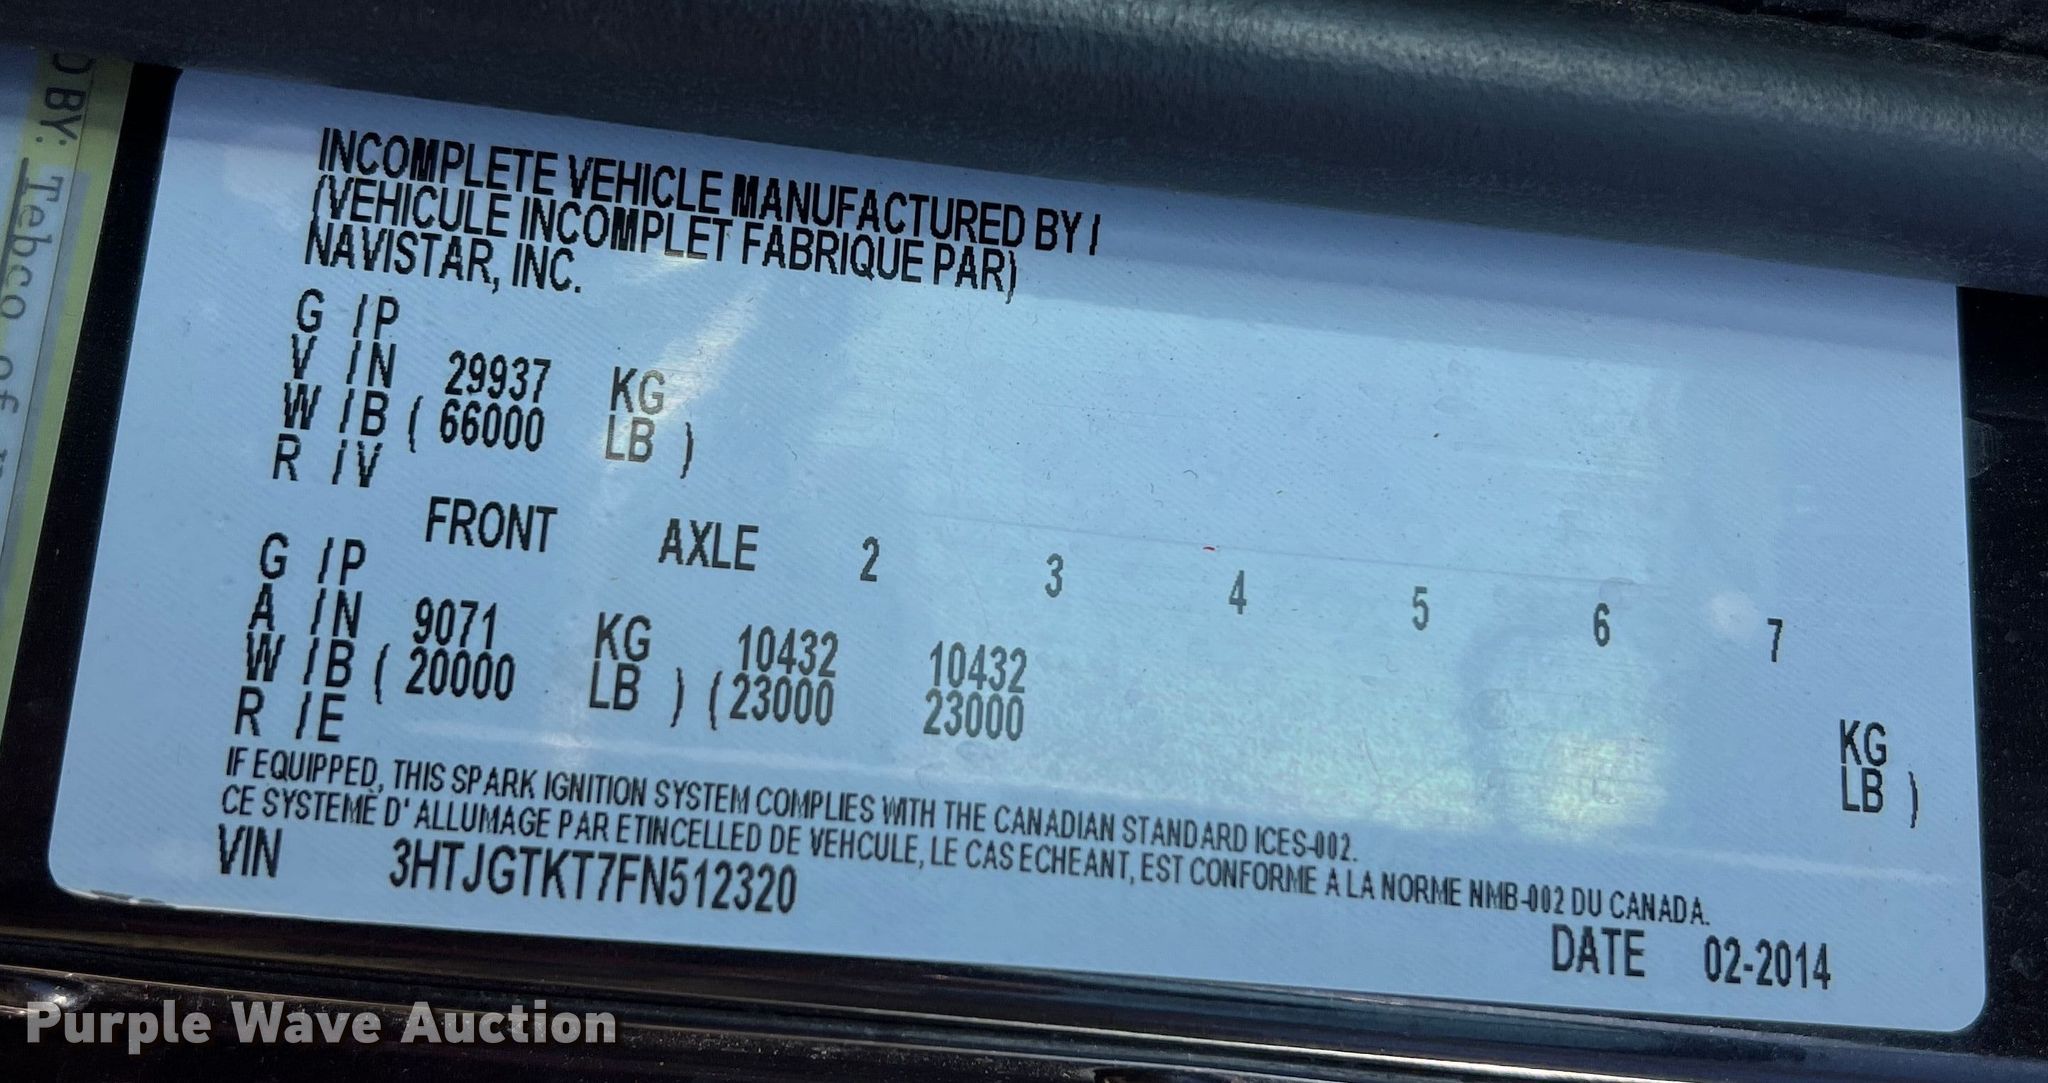 D BY: Tebco of
INCOMPLETE VEHICLE MANUFACTURED BY /
(VEHICULE INCOMPLET FABRIQUE PAR)
NAVISTAR, INC.
G /P
V /N 29937 KG
W /B ( 66000 LB )
R /V
FRONT AXLE 2 3 4 5 6 7
G /P
A /N 9071 KG 10432 10432 KG
W /B ( 20000 LB ) ( 23000 23000 LB )
R /E
IF EQUIPPED, THIS SPARK IGNITION SYSTEM COMPLIES WITH THE CANADIAN STANDARD ICES-002.
CE SYSTEME D' ALLUMAGE PAR ETINCELLED DE VEHCULE, LE CAS ECHEANT, EST CONFORME A LA NORME NMB-002 DU CANADA.
VIN 3HTJGTKT7FN512320
DATE 02-2014
Purple Wave Auction